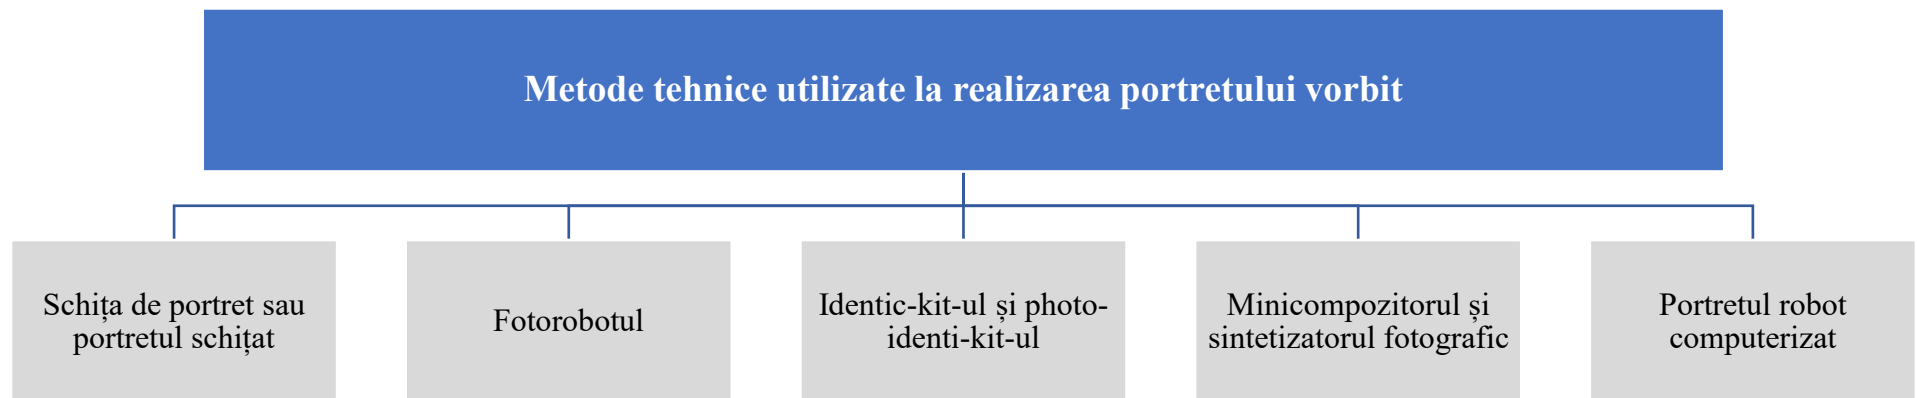 Metode tehnice utilizate la realizarea portretului vorbit
Schița de portret sau
portretul schițat
Fotorobotul
Identic-kit-ul și photo-
identi-kit-ul
Minicompozitorul și
sintetizatorul fotografic
Portretul robot
computerizat